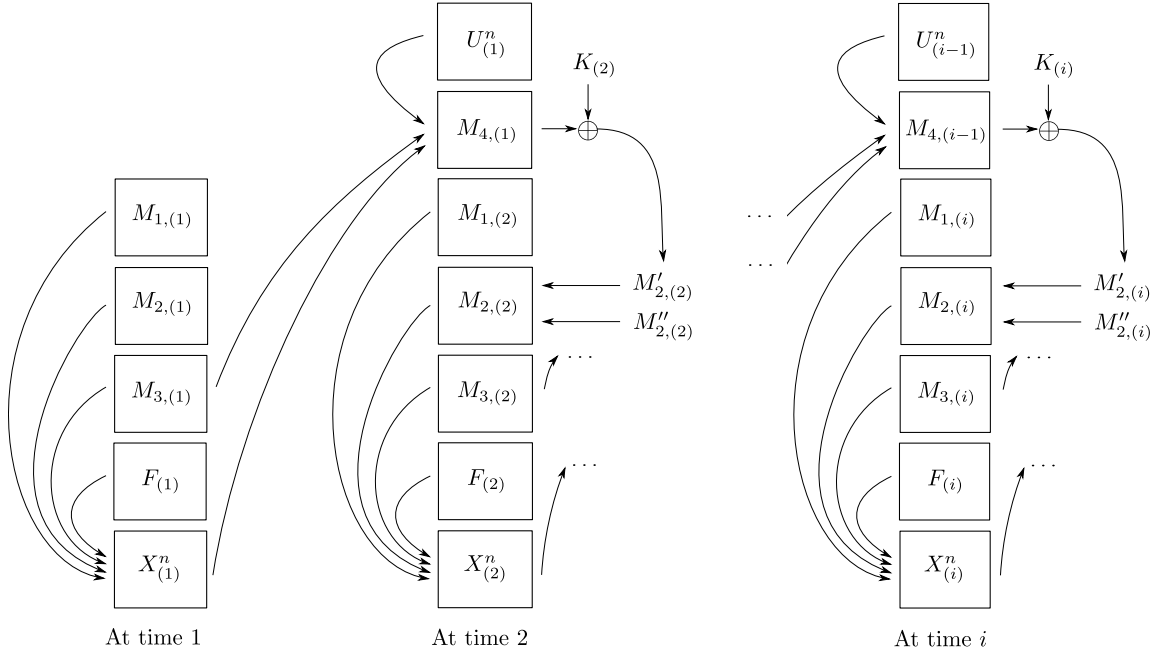 M_{1,(1)}
M_{2,(1)}
M_{3,(1)}
F_{(1)}
X^n_{(1)}
At time 1
U^n_{(1)}
K_{(2)}
M_{4,(1)}
M_{1,(2)}
M_{2,(2)}
M'_{2,(2)}
M''_{2,(2)}
M_{3,(2)}
. . .
F_{(2)}
. . .
X^n_{(2)}
At time 2
U^n_{(i−1)}
K_{(i)}
M_{4,(i−1)}
. . .
. . .
M_{1,(i)}
M_{2,(i)}
M'_{2,(i)}
M''_{2,(i)}
M_{3,(i)}
. . .
F_{(i)}
. . .
X^n_{(i)}
At time i